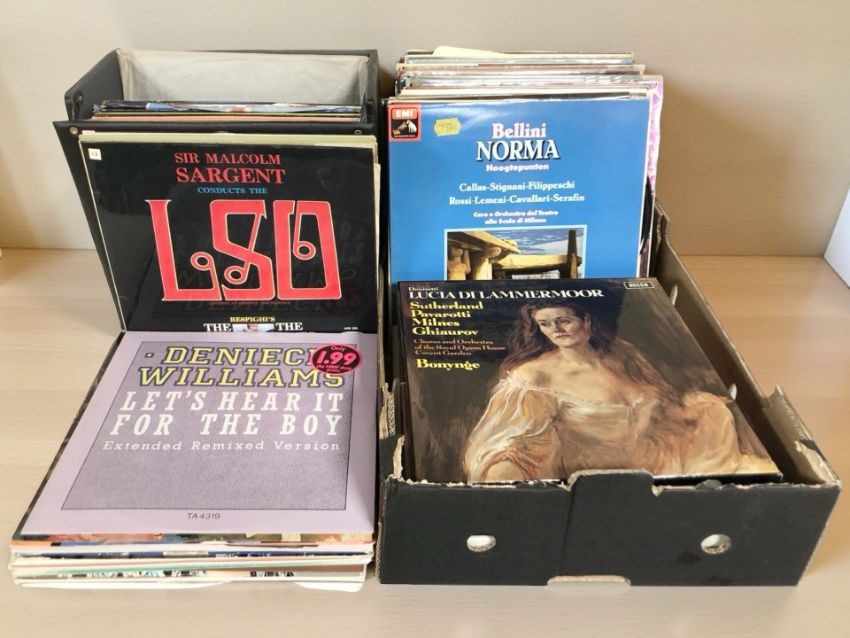 SIR MALCOLM
SARGENT
CONDUCTS THE
LSO
RESPIGHI'S
THE THE
EMI
Bellini
NORMA
Hoogtepunten
Callas-Stignani-Filippeschi
Rossi-Lemeni-Cavallari-Serafin
Coro e Orchestra del Teatro
alla Scala di Milano
DECCA
Donizetti
LUCIA DI LAMMERMOOR
Sutherland
Pavarotti
Milnes
Ghiaurov
Chorus and Orchestra
of the Royal Opera House
Covent Garden
Bonynge
DENIECE
WILLIAMS
Only
1.99
LET'S HEAR IT
FOR THE BOY
Extended Remixed Version
TA4319